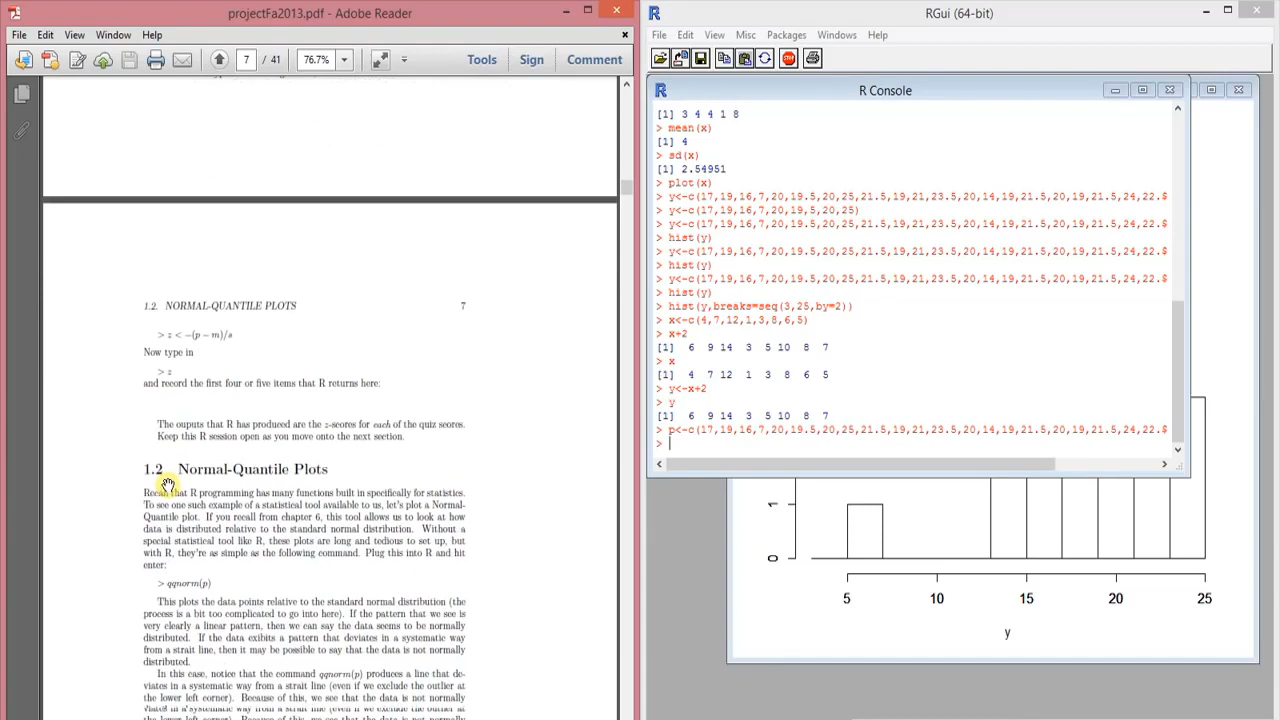 projectFa2013.pdf - Adobe Reader
File Edit View Window Help
7 / 41
76.7%
Tools Sign Comment
1.2. NORMAL-QUANTILE PLOTS 7
> z < −(p − m)/s
Now type in
> z
and record the first four or five items that R returns here:
The ouputs that R has produced are the z-scores for each of the quiz scores.
Keep this R session open as you move onto the next section.
1.2 Normal-Quantile Plots
Recall that R programming has many functions built in specifically for statistics.
To see one such example of a statistical tool available to us, let's plot a Normal-
Quantile plot. If you recall from chapter 6, this tool allows us to look at how
data is distributed relative to the standard normal distribution. Without a
special statistical tool like R, these plots are long and tedious to set up, but
with R, they're as simple as the following command. Plug this into R and hit
enter:
> qqnorm(p)
This plots the data points relative to the standard normal distribution (the
process is a bit too complicated to go into here). If the pattern that we see is
very clearly a linear pattern, then we can say the data seems to be normally
distributed. If the data exibits a pattern that deviates in a systematic way
from a strait line, then it may be possible to say that the data is not normally
distributed.
In this case, notice that the command qqnorm(p) produces a line that de-
viates in a systematic way from a strait line (even if we exclude the outlier at
the lower left corner). Because of this, we see that the data is not normally
RGui (64-bit)
File Edit View Misc Packages Windows Help
STOP
R Console
[1] 3 4 4 1 8
> mean(x)
[1] 4
> sd(x)
[1] 2.54951
> plot(x)
> y<-c(17,19,16,7,20,19.5,20,25,21.5,19,21,23.5,20,14,19,21.5,20,19,21.5,24,22.$
> y<-c(17,19,16,7,20,19,5,20,25)
> y<-c(17,19,16,7,20,19.5,20,25,21.5,19,21,23.5,20,14,19,21.5,20,19,21.5,24,22.$
> hist(y)
> y<-c(17,19,16,7,20,19.5,20,25,21.5,19,21,23.5,20,14,19,21.5,20,19,21.5,24,22.$
> hist(y)
> y<-c(17,19,16,7,20,19.5,20,25,21.5,19,21,23.5,20,14,19,21.5,20,19,21.5,24,22.$
> hist(y)
> hist(y,breaks=seq(3,25,by=2))
> x<-c(4,7,12,1,3,8,6,5)
> x+2
[1] 6 9 14 3 5 10 8 7
> x
[1] 4 7 12 1 3 8 6 5
> y<-x+2
> y
[1] 6 9 14 3 5 10 8 7
> p<-c(17,19,16,7,20,19.5,20,25,21.5,19,21,23.5,20,14,19,21.5,20,19,21.5,24,22.$
>
1
0
5 10 15 20 25
y